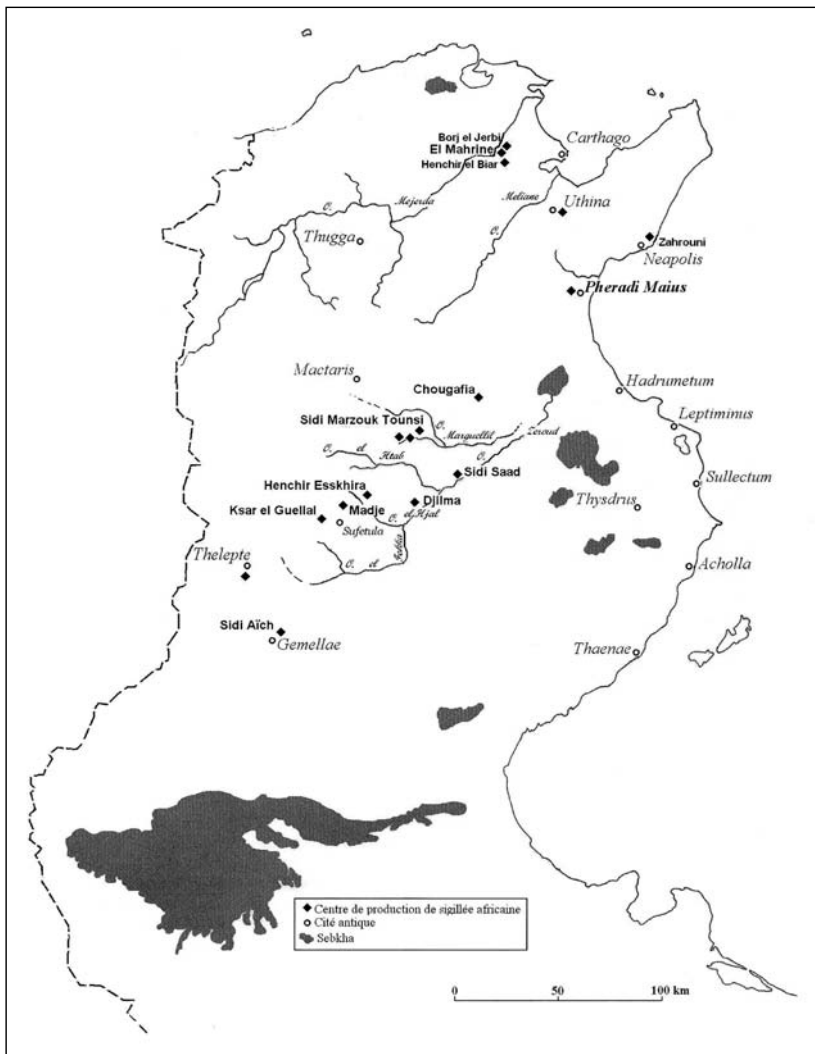 Borj el Jerbi
Carthago
El Mahrine
Henchir el Biar
Mejerda
O.
Meliane
O.
Uthina
Thugga
Zahrouni
Neapolis
Pheradi Maius
Mactaris
Chougafia
Hadrumetum
Leptiminus
Sidi Marzouk Tounsi
O.
Marguellil
Zeroud
O.
O. el Htab
Sidi Saad
Sullectum
Henchir Esskhira
Djilma
Thysdrus
Ksar el Guellal
Madje
O. el Hjal
Sufetula
Thelepte
O. el Fekka
Acholla
Sidi Aïch
Gemellae
Thaenae
Centre de production de sigillée africaine
Cité antique
Sebkha
0 50 100 km